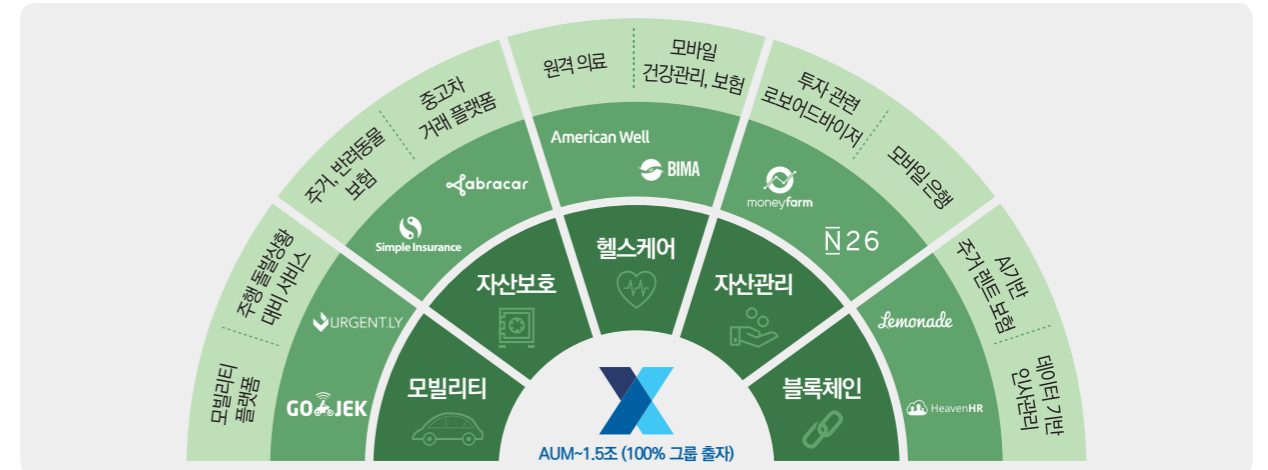 모빌리티
플랫폼
주행 돌발상황
대비 서비스
주거, 반려동물
보험
중고차
거래 플랫폼
원격 의료
모바일
건강관리, 보험
투자 관련
로보어드바이저
모바일 은행
AI기반
주거 렌트 보험
데이터 기반
인사관리
GO JEK
URGENT.LY
Simple Insurance
abracar
American Well
BIMA
moneyfarm
N26
Lemonade
HeavenHR
모빌리티
자산보호
헬스케어
자산관리
블록체인
AUM~1.5조 (100% 그룹 출자)